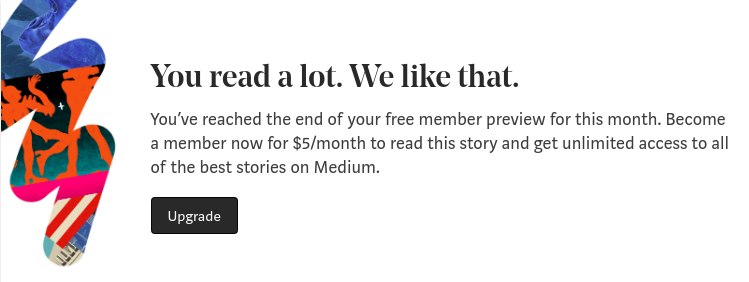 You read a lot. We like that.
You’ve reached the end of your free member preview for this month. Become
a member now for $5/month to read this story and get unlimited access to all
of the best stories on Medium.
Upgrade